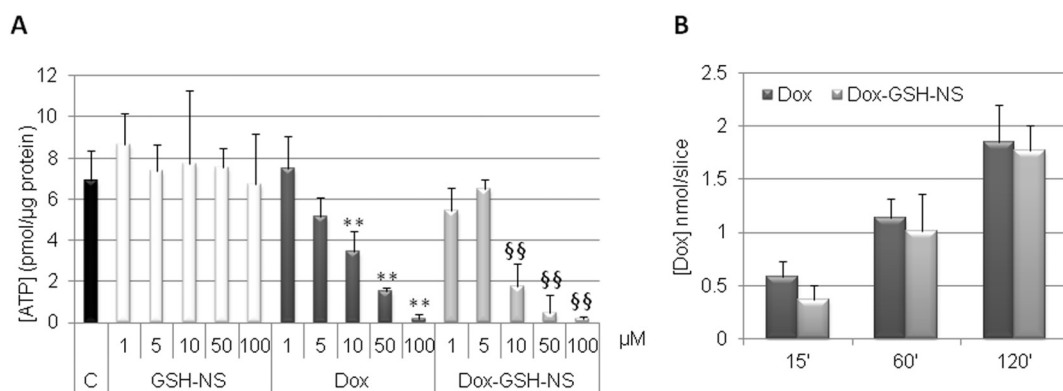 A
[ATP] (pmol/µg protein)
12
10
8
6
4
2
0
** ** **
§§ §§ §§
1 5 10 50 100 1 5 10 50 100 1 5 10 50 100 µM
C GSH-NS Dox Dox-GSH-NS
B
[Dox] nmol/slice
2.5
2
1.5
1
0.5
0
Dox Dox-GSH-NS
15' 60' 120'